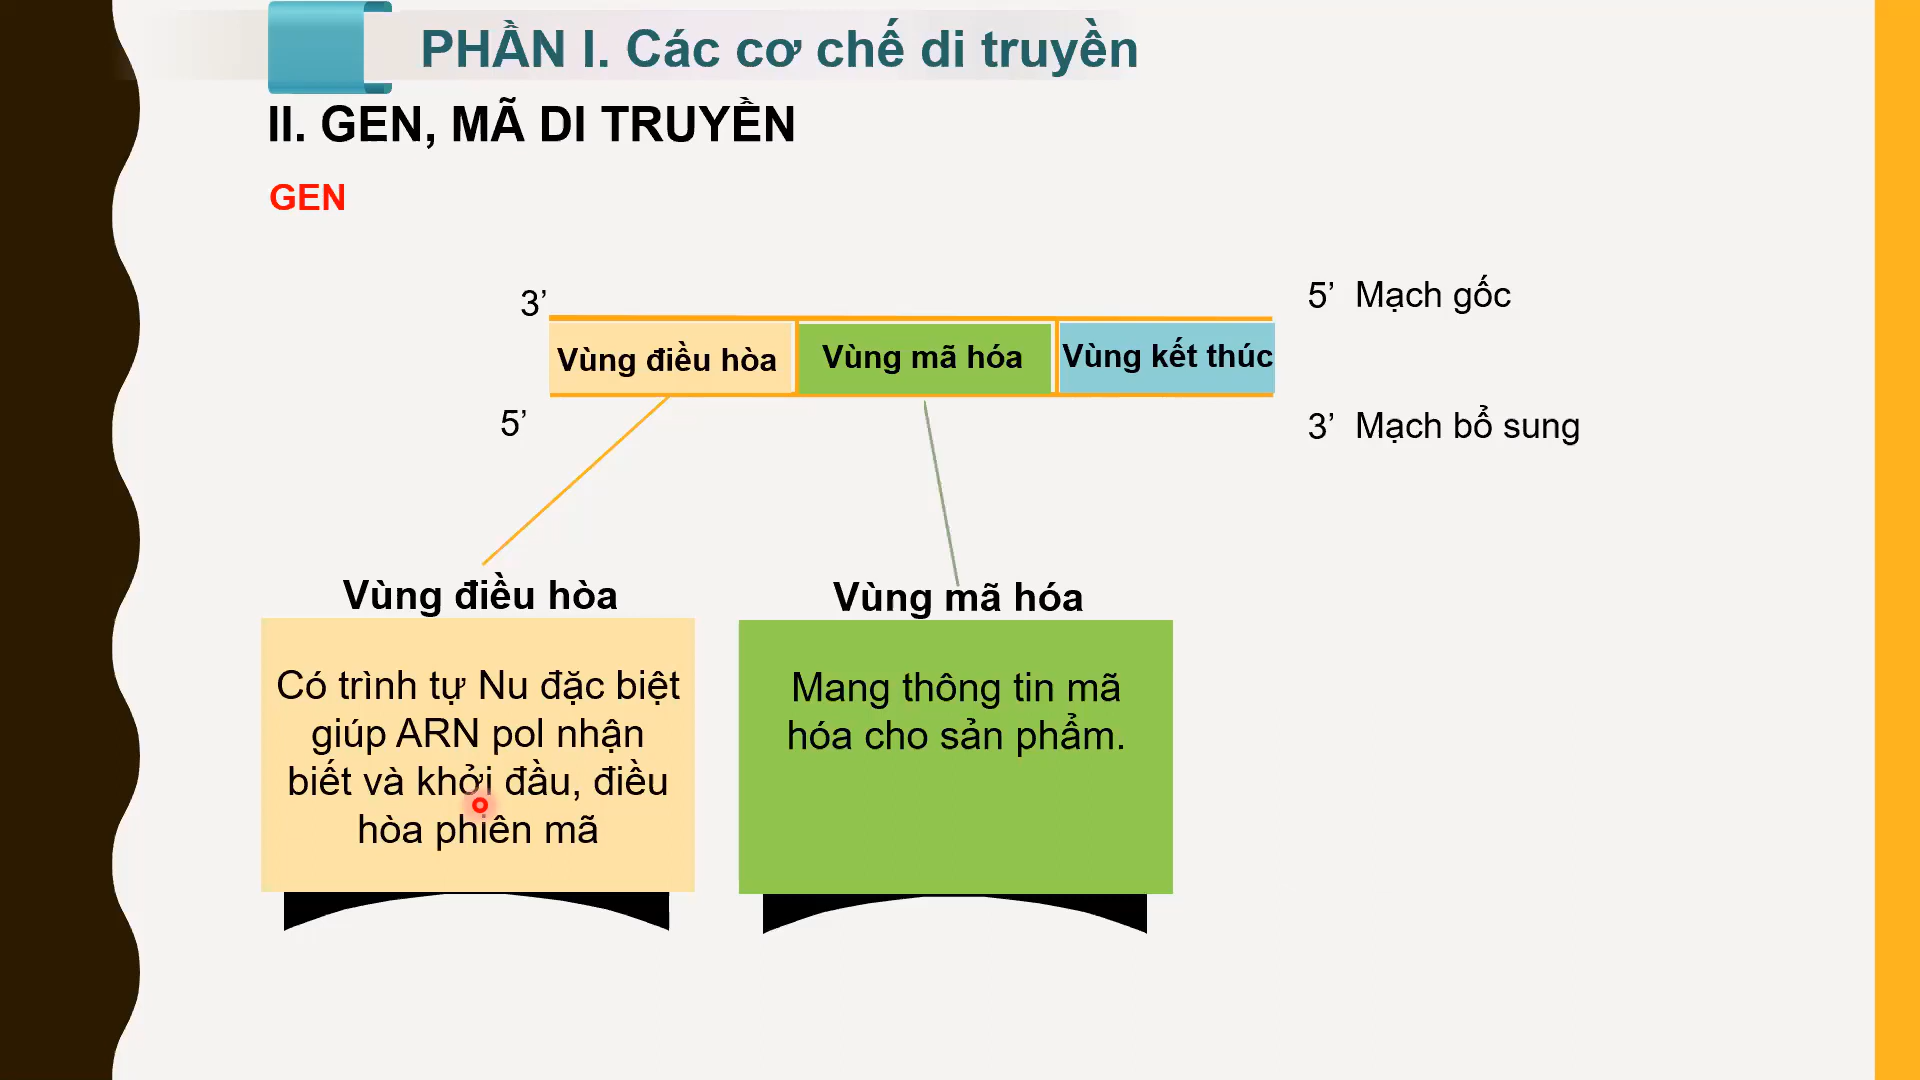 PHẦN I. Các cơ chế di truyền
II. GEN, MÃ DI TRUYỀN
GEN
3’
5’ Mạch gốc
Vùng điều hòa
Vùng mã hóa
Vùng kết thúc
5’
3’ Mạch bổ sung
Vùng điều hòa
Có trình tự Nu đặc biệt
giúp ARN pol nhận
biết và khởi đầu, điều
hòa phiên mã
Vùng mã hóa
Mang thông tin mã
hóa cho sản phẩm.